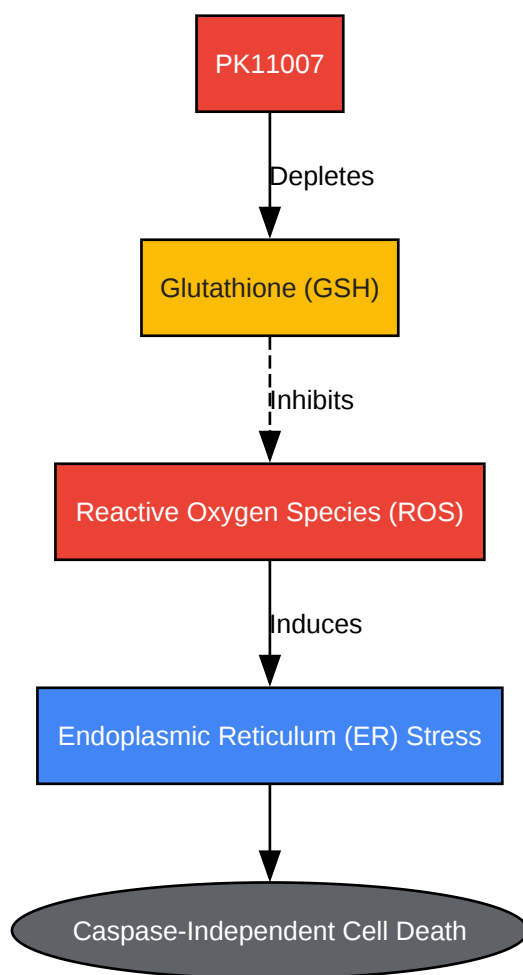 PK11007
Depletes
Glutathione (GSH)
Inhibits
Reactive Oxygen Species (ROS)
Induces
Endoplasmic Reticulum (ER) Stress
Caspase-Independent Cell Death